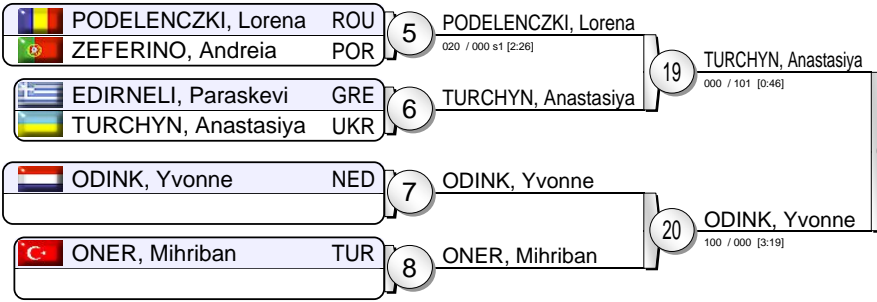 PODELENCZKI, Lorena ROU
ZEFERINO, Andreia POR
5
PODELENCZKI, Lorena
020 / 000 s1 [2:26]
EDIRNELI, Paraskevi GRE
TURCHYN, Anastasiya UKR
6
TURCHYN, Anastasiya
19
TURCHYN, Anastasiya
000 / 101 [0:46]
ODINK, Yvonne NED
7
ODINK, Yvonne
ONER, Mihriban TUR
8
ONER, Mihriban
20
ODINK, Yvonne
100 / 000 [3:19]